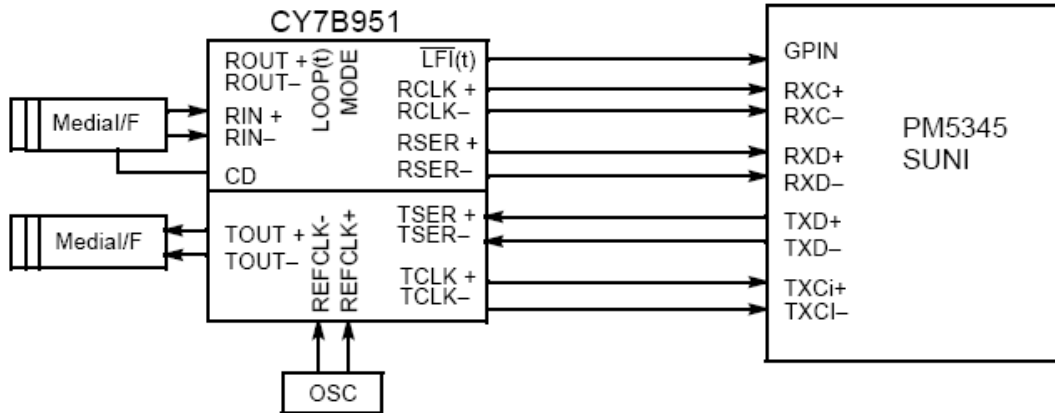 CY7B951
ROUT +
ROUT–
LOOP(t)
MODE
LFI(t)
RCLK +
RCLK–
RIN +
RIN–
RSER +
RSER–
CD
Medial/F
Medial/F
TOUT +
TOUT–
REFCLK-
REFCLK+
TSER +
TSER–
TCLK +
TCLK–
OSC
GPIN
RXC+
RXC–
RXD+
RXD–
TXD+
TXD–
TXCi+
TXCI–
PM5345
SUNI